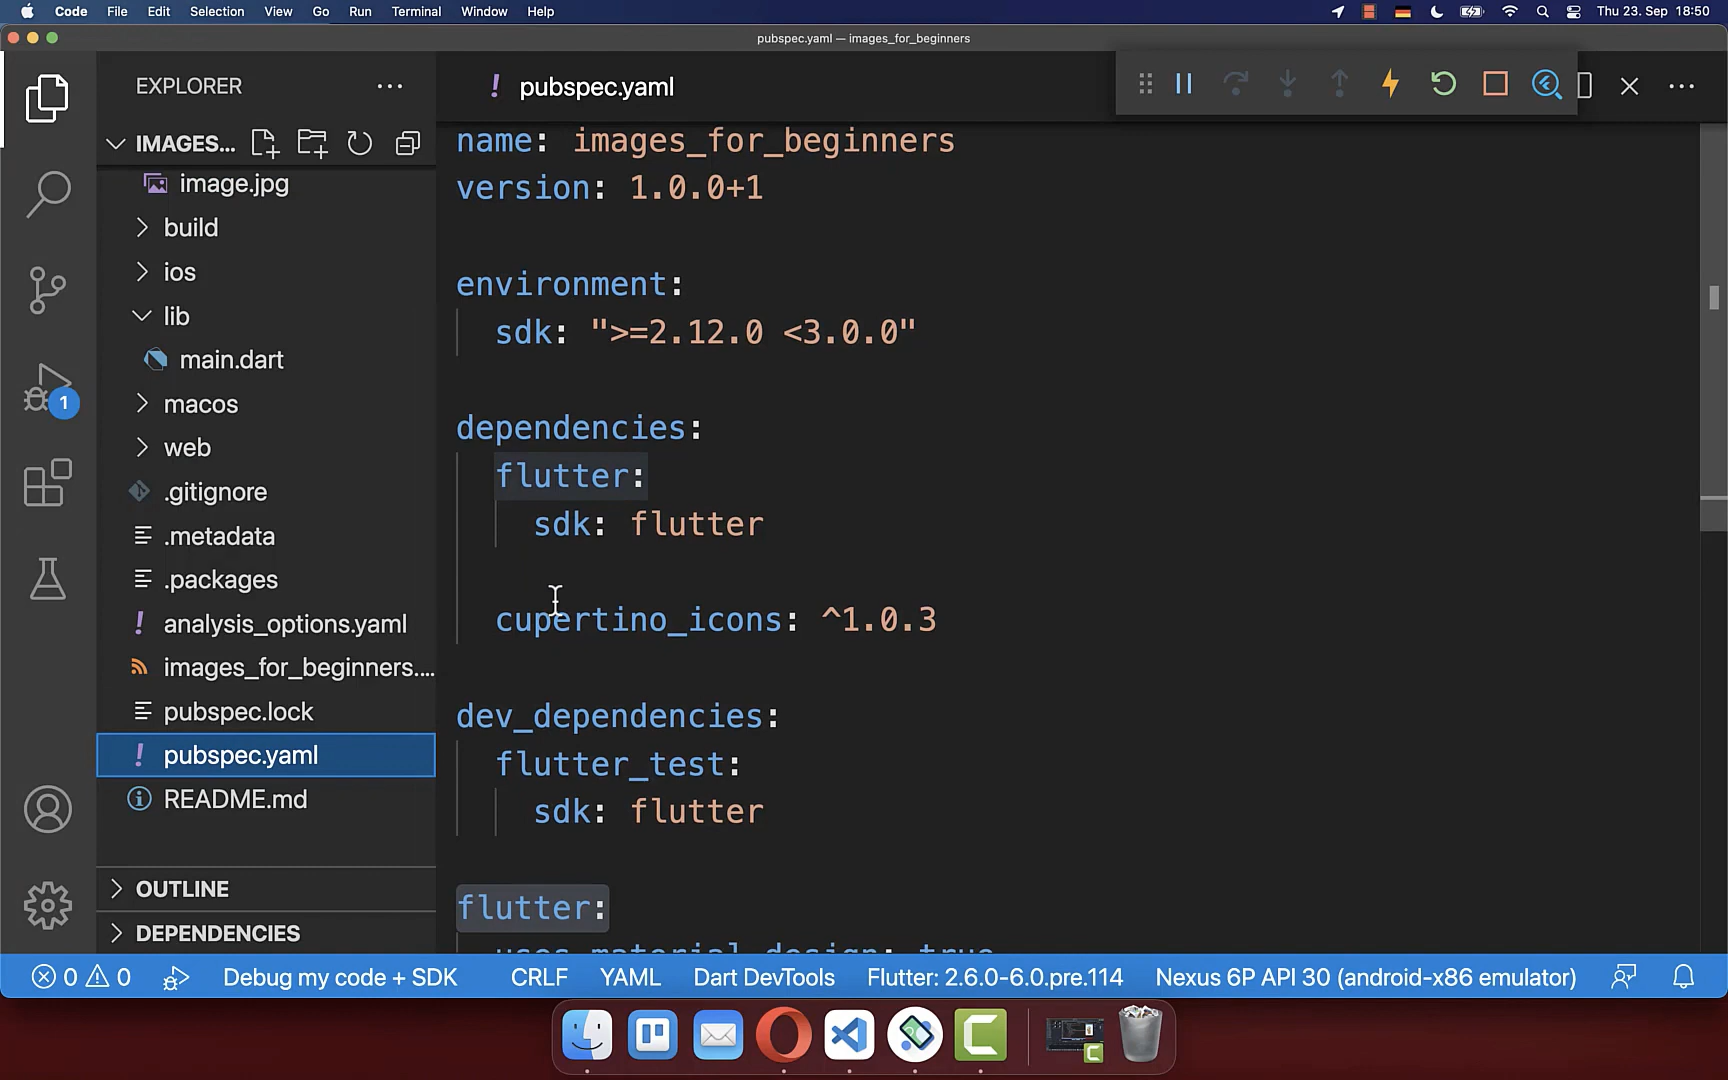 Code File Edit Selection View Go Run Terminal Window Help Thu 23. Sep 18:50
pubspec.yaml — images_for_beginners
EXPLORER
pubspec.yaml
IMAGES...
image.jpg
build
ios
lib
main.dart
macos
web
.gitignore
.metadata
.packages
analysis_options.yaml
images_for_beginners....
pubspec.lock
pubspec.yaml
README.md
OUTLINE
DEPENDENCIES
1
name: images_for_beginners
version: 1.0.0+1
environment:
sdk: ">=2.12.0 <3.0.0"
dependencies:
flutter:
sdk: flutter
cupertino_icons: ^1.0.3
dev_dependencies:
flutter_test:
sdk: flutter
flutter:
uses-material-design: true
0 0 Debug my code + SDK CRLF YAML Dart DevTools Flutter: 2.6.0-6.0.pre.114 Nexus 6P API 30 (android-x86 emulator)